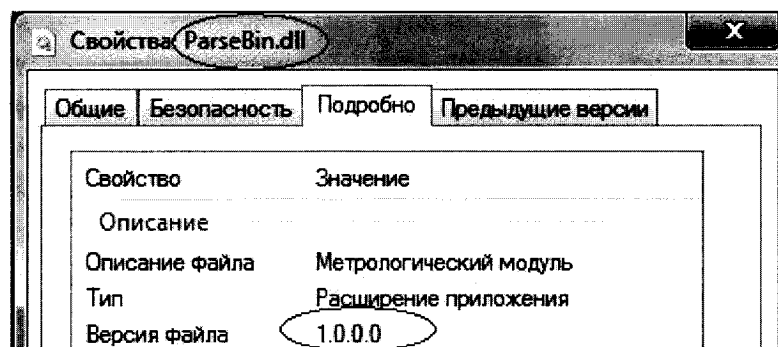 Свойства: ParseBin.dll
X
Общие Безопасность Подробно Предыдущие версии
Свойство Значение
Описание
Описание файла Метрологический модуль
Тип Расширение приложения
Версия файла 1.0.0.0